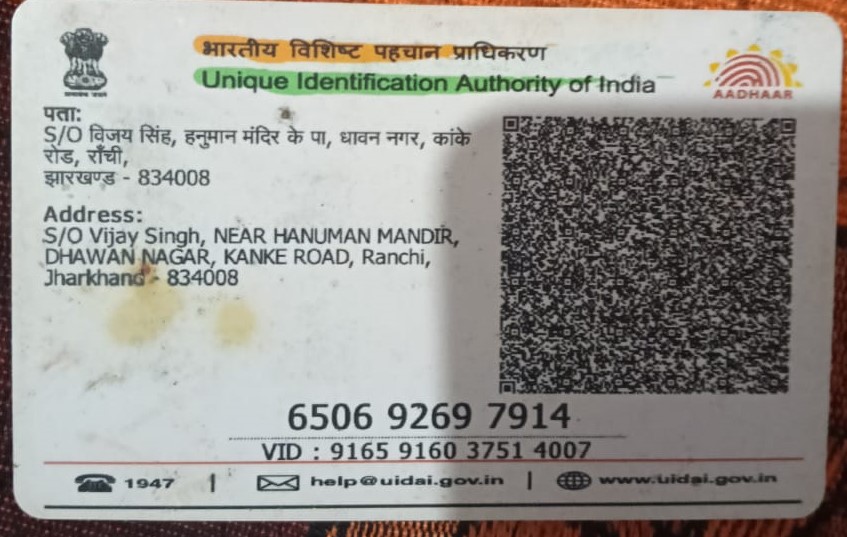 भारतीय विशिष्ट पहचान प्राधिकरण
Unique Identification Authority of India
AADHAAR
पता:
S/O विजय सिंह, हनुमान मंदिर के पा, धावन नगर, कांके
रोड, राँची,
झारखण्ड - 834008
Address:
S/O Vijay Singh, NEAR HANUMAN MANDIR,
DHAWAN NAGAR, KANKE ROAD, Ranchi,
Jharkhand - 834008
6506 9269 7914
VID : 9165 9160 3751 4007
1947 | help@uidai.gov.in | www.uidai.gov.in